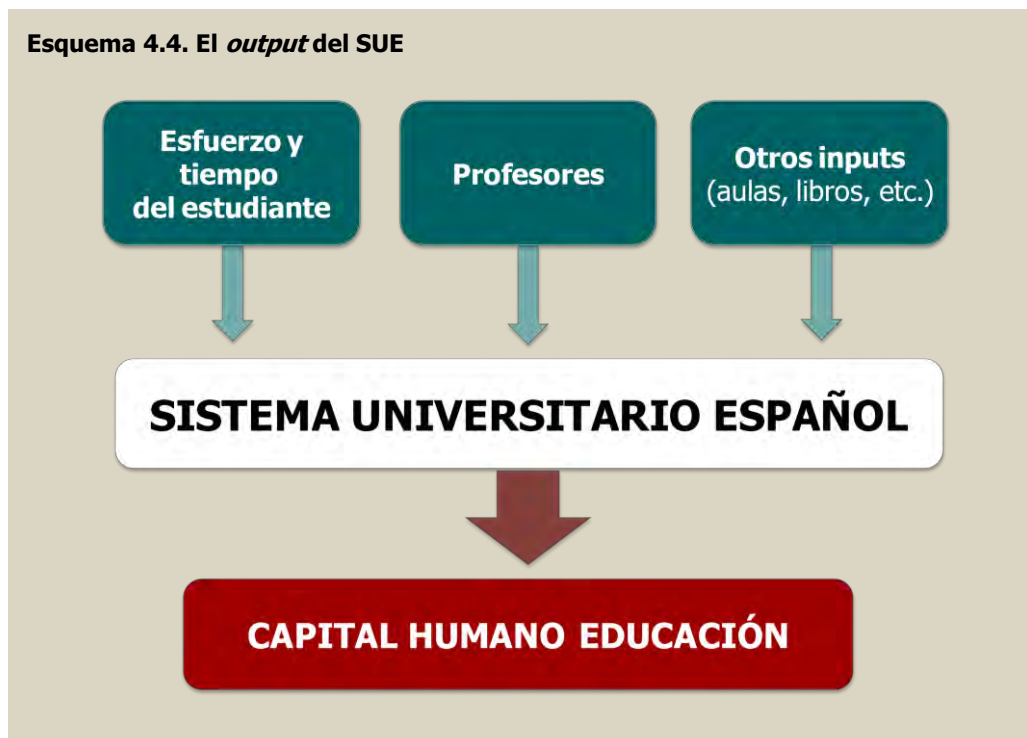 Esquema 4.4. El output del SUE
Esfuerzo y
tiempo
del estudiante
Profesores
Otros inputs
(aulas, libros, etc.)
SISTEMA UNIVERSITARIO ESPAÑOL
CAPITAL HUMANO EDUCACIÓN